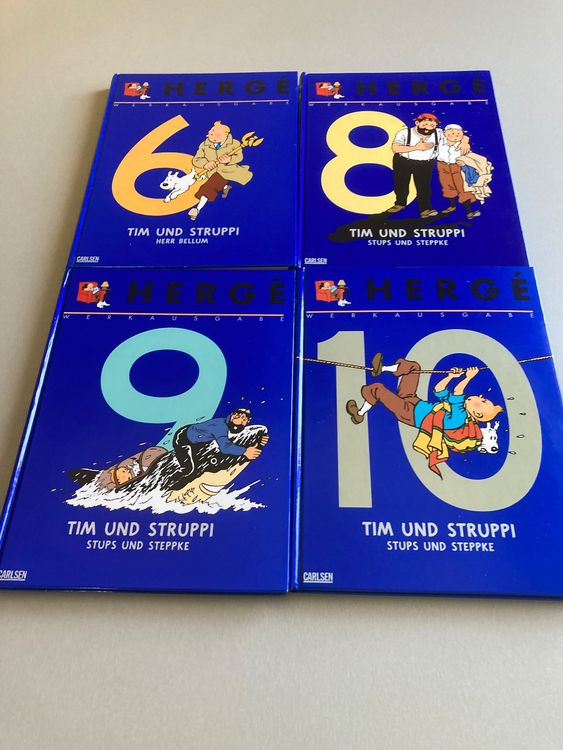 HERGÉ
WERKAUSGABE
6
TIM UND STRUPPI
HERR BELLUM
CARLSEN
HERGÉ
WERKAUSGABE
8
TIM UND STRUPPI
STUPS UND STEPPKE
CARLSEN
HERGÉ
WERKAUSGABE
9
TIM UND STRUPPI
STUPS UND STEPPKE
CARLSEN
HERGÉ
WERKAUSGABE
10
TIM UND STRUPPI
STUPS UND STEPPKE
CARLSEN